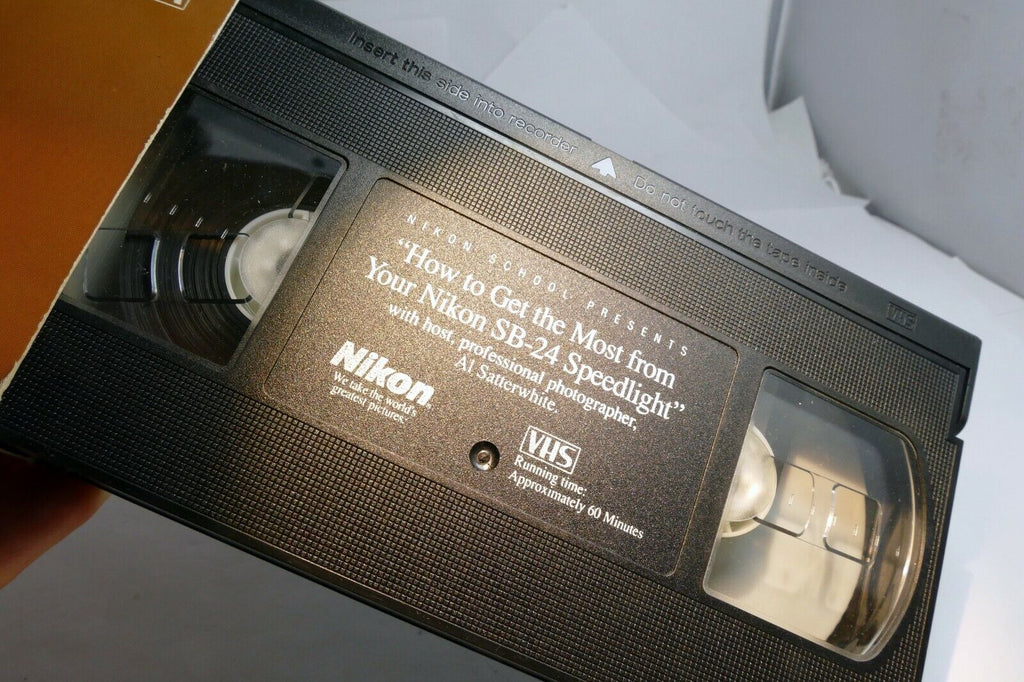 Insert this side into recorder
Do not touch the tape inside
VHS
NIKON SCHOOL PRESENTS
“How to Get the Most from
Your Nikon SB-24 Speedlight”
with host, professional photographer,
Al Satterwhite.
Nikon
We take the world's
greatest pictures.
VHS
Running time:
Approximately 60 Minutes